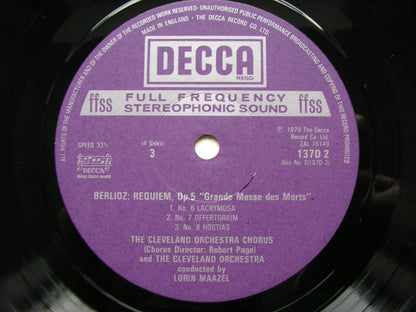 ALL RIGHTS OF THE MANUFACTURER AND OF THE OWNER OF THE RECORDED WORK RESERVED · UNAUTHORISED PUBLIC PERFORMANCE BROADCASTING AND COPYING OF THIS RECORD PROHIBITED
MADE IN ENGLAND · THE DECCA RECORD CO. LTD.
DECCA
REGD.
ffss FULL FREQUENCY ffss
STEREOPHONIC SOUND
SPEED 33⅓
(4 Sides)
3
℗ 1979 The Decca
Record Co. Ltd.
ZAL 16149
137D 2
(Box No. D137D 2)
DECCA
BERLIOZ: REQUIEM, Op.5 "Grande Messe des Morts"
1. No. 6 LACRYMOSA
2. No. 7 OFFERTORIUM
3. No. 8 HOSTIAS
THE CLEVELAND ORCHESTRA CHORUS
(Chorus Director: Robert Page)
and THE CLEVELAND ORCHESTRA
conducted by
LORIN MAAZEL